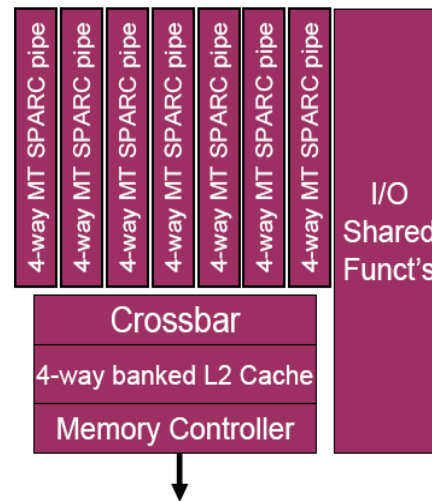 4-way MT SPARC pipe
4-way MT SPARC pipe
4-way MT SPARC pipe
4-way MT SPARC pipe
4-way MT SPARC pipe
4-way MT SPARC pipe
4-way MT SPARC pipe
I/O
Shared
Funct's
Crossbar
4-way banked L2 Cache
Memory Controller